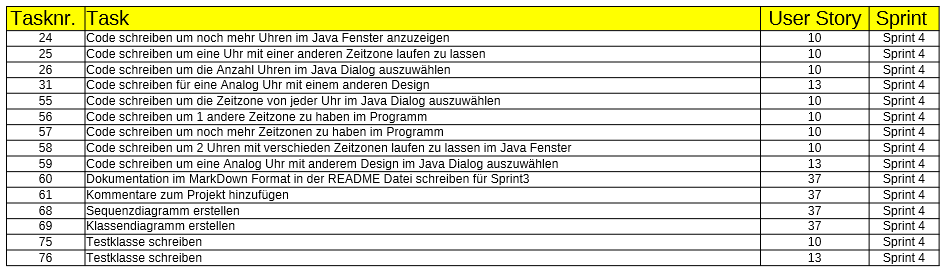 Tasknr. Task User Story Sprint
24 Code schreiben um noch mehr Uhren im Java Fenster anzuzeigen 10 Sprint 4
25 Code schreiben um eine Uhr mit einer anderen Zeitzone laufen zu lassen 10 Sprint 4
26 Code schreiben um die Anzahl Uhren im Java Dialog auszuwählen 10 Sprint 4
31 Code schreiben für eine Analog Uhr mit einem anderen Design 13 Sprint 4
55 Code schreiben um die Zeitzone von jeder Uhr im Java Dialog auszuwählen 10 Sprint 4
56 Code schreiben um 1 andere Zeitzone zu haben im Programm 10 Sprint 4
57 Code schreiben um noch mehr Zeitzonen zu haben im Programm 10 Sprint 4
58 Code schreiben um 2 Uhren mit verschieden Zeitzonen laufen zu lassen im Java Fenster 10 Sprint 4
59 Code schreiben um eine Analog Uhr mit anderem Design im Java Dialog auszuwählen 13 Sprint 4
60 Dokumentation im MarkDown Format in der README Datei schreiben für Sprint3 37 Sprint 4
61 Kommentare zum Projekt hinzufügen 37 Sprint 4
68 Sequenzdiagramm erstellen 37 Sprint 4
69 Klassendiagramm erstellen 37 Sprint 4
75 Testklasse schreiben 10 Sprint 4
76 Testklasse schreiben 13 Sprint 4